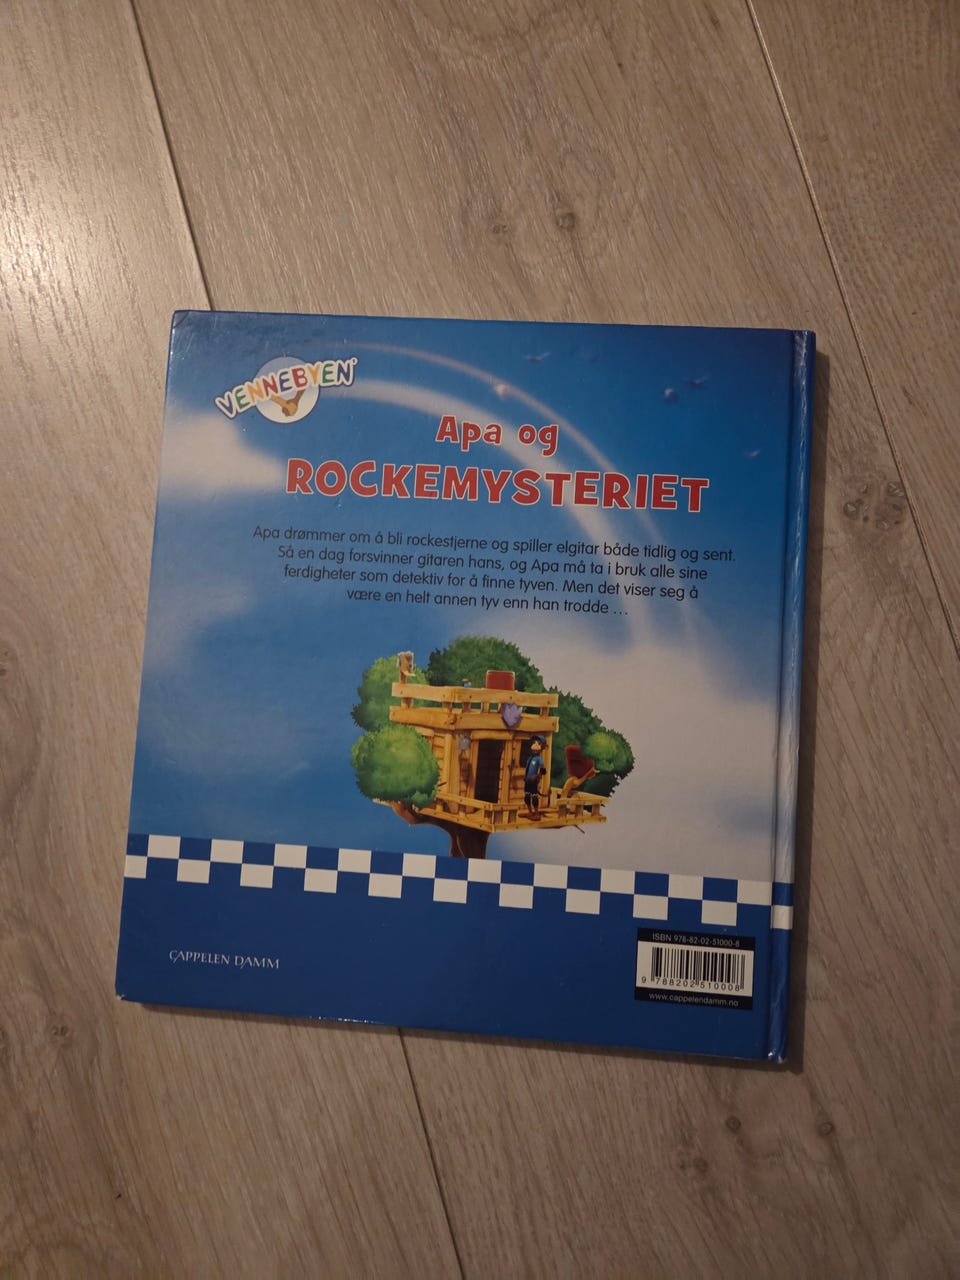 VENNEBYEN
Apa og
ROCKEMYSTERIET
Apa drømmer om å bli rockestjerne og spiller elgitar både tidlig og sent.
Så en dag forsvinner gitaren hans, og Apa må ta i bruk alle sine
ferdigheter som detektiv for å finne tyven. Men det viser seg å
være en helt annen tyv enn han trodde ...
CAPPELEN DAMM
ISBN 978-82-02-51000-8
9 788202 510008
www.cappelendamm.no